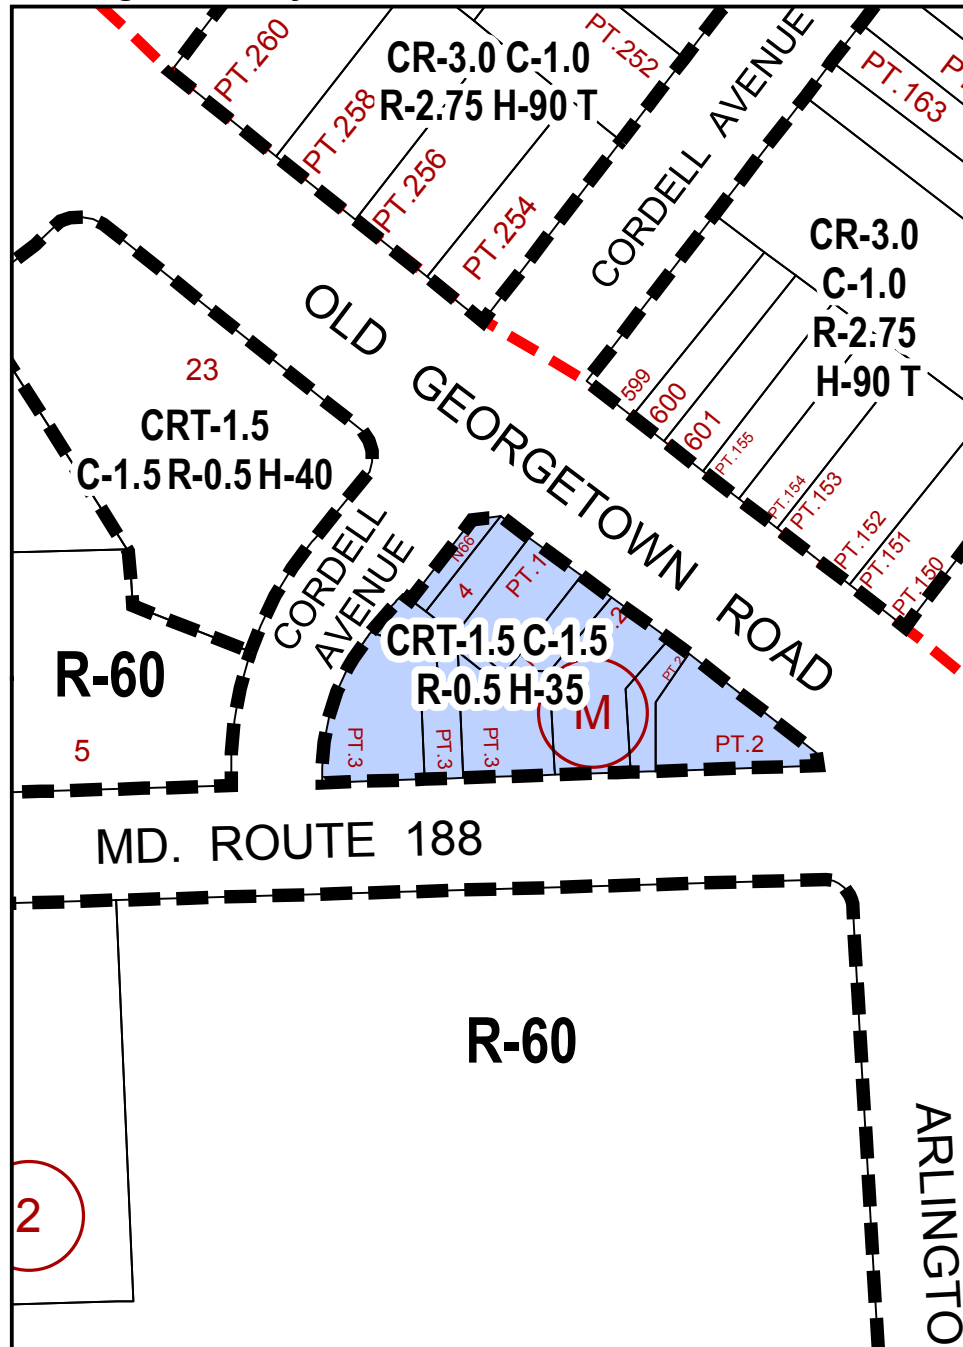 PT.260
CR-3.0 C-1.0
R-2.75 H-90 T
PT.252
PT.258
PT.256
PT.254
CORDELL AVENUE
PT.163
CR-3.0
C-1.0
R-2.75
H-90 T
OLD GEORGETOWN ROAD
23
CRT-1.5
C-1.5 R-0.5 H-40
599
600
601
PT.155
PT.154
PT.153
PT.152
PT.151
PT.150
CORDELL
AVENUE
N66
4
PT.1
CRT-1.5 C-1.5
R-0.5 H-35
M
R-60
5
PT.3
PT.3
PT.3
PT.2
PT.2
MD. ROUTE 188
R-60
2
ARLINGTO